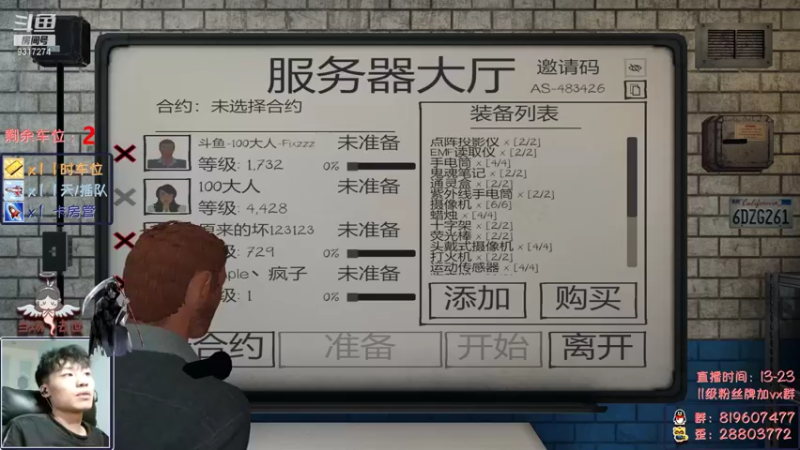 斗鱼
房间号
9317274
服务器大厅
邀请码
AS-483426
合约：未选择合约
装备列表
剩余车位：2
x1 1时车位
x1 1天/插队
x1 卡房管
斗鱼-100大人-Fixzzz 未准备
等级：1,732 0%
100大人 未准备
等级：4,428
原来的坏123123 未准备
级：729 0%
ple丶疯子 未准备
级：1 0%
点阵投影仪 x [2/2]
EMF读取仪 x [2/2]
手电筒 x [4/4]
鬼魂笔记 x [2/2]
通灵盒 x [2/2]
紫外线手电筒 x [2/2]
摄像机 x [6/6]
蜡烛 x [4/4]
十字架 x [2/2]
荧光棒 x [2/2]
头戴式摄像机 x [4/4]
打火机 x [2/2]
运动传感器 x [4/4]
添加
购买
合约
准备
开始
离开
California
6DZG261
直播时间：13-23
11级粉丝牌加vx群
群：819607477
歪：28803772